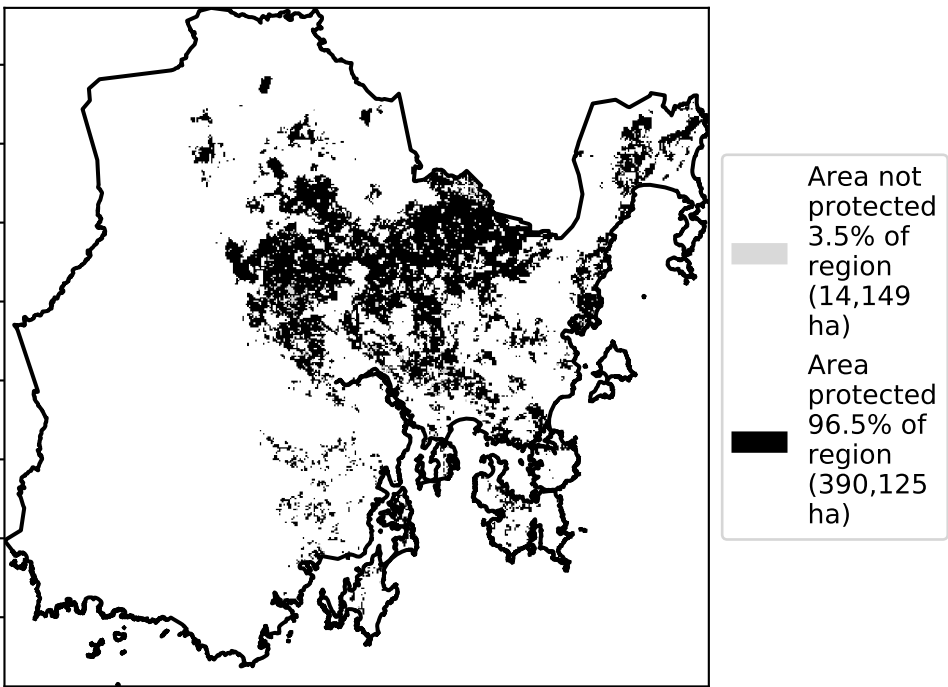 Area not
protected
3.5% of
region
(14,149
ha)
Area
protected
96.5% of
region
(390,125
ha)